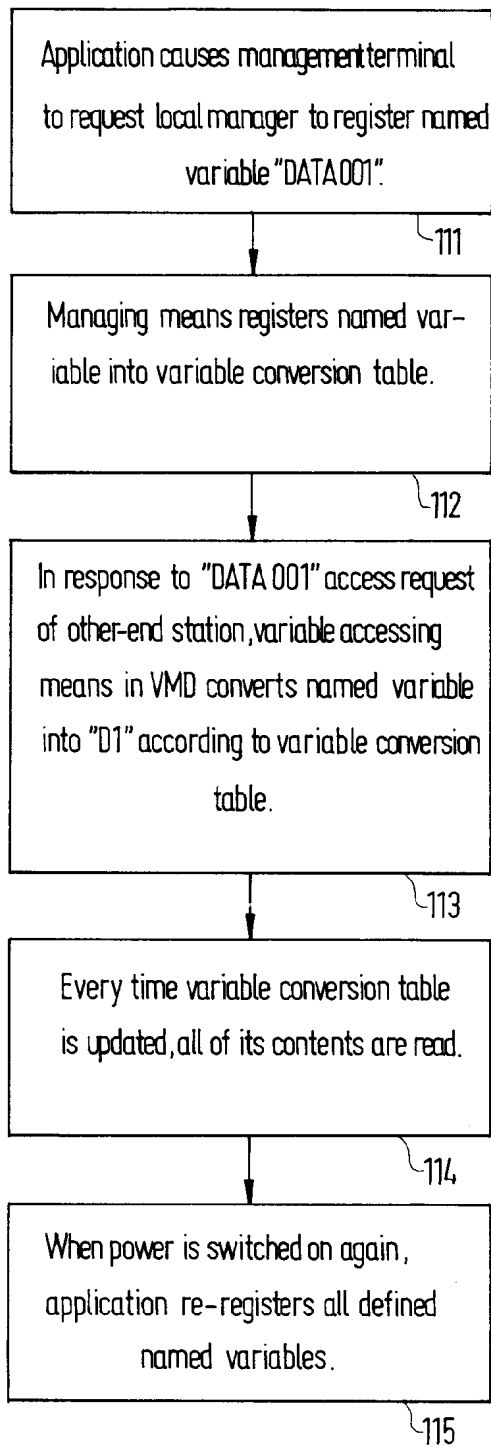 Application causes management terminal
to request local manager to register named
variable "DATA 001".
111
Managing means registers named var-
iable into variable conversion table.
112
In response to "DATA 001" access request
of other-end station, variable accessing
means in VMD converts named variable
into "D1" according to variable conversion
table.
113
Every time variable conversion table
is updated, all of its contents are read.
114
When power is switched on again,
application re-registers all defined
named variables.
115